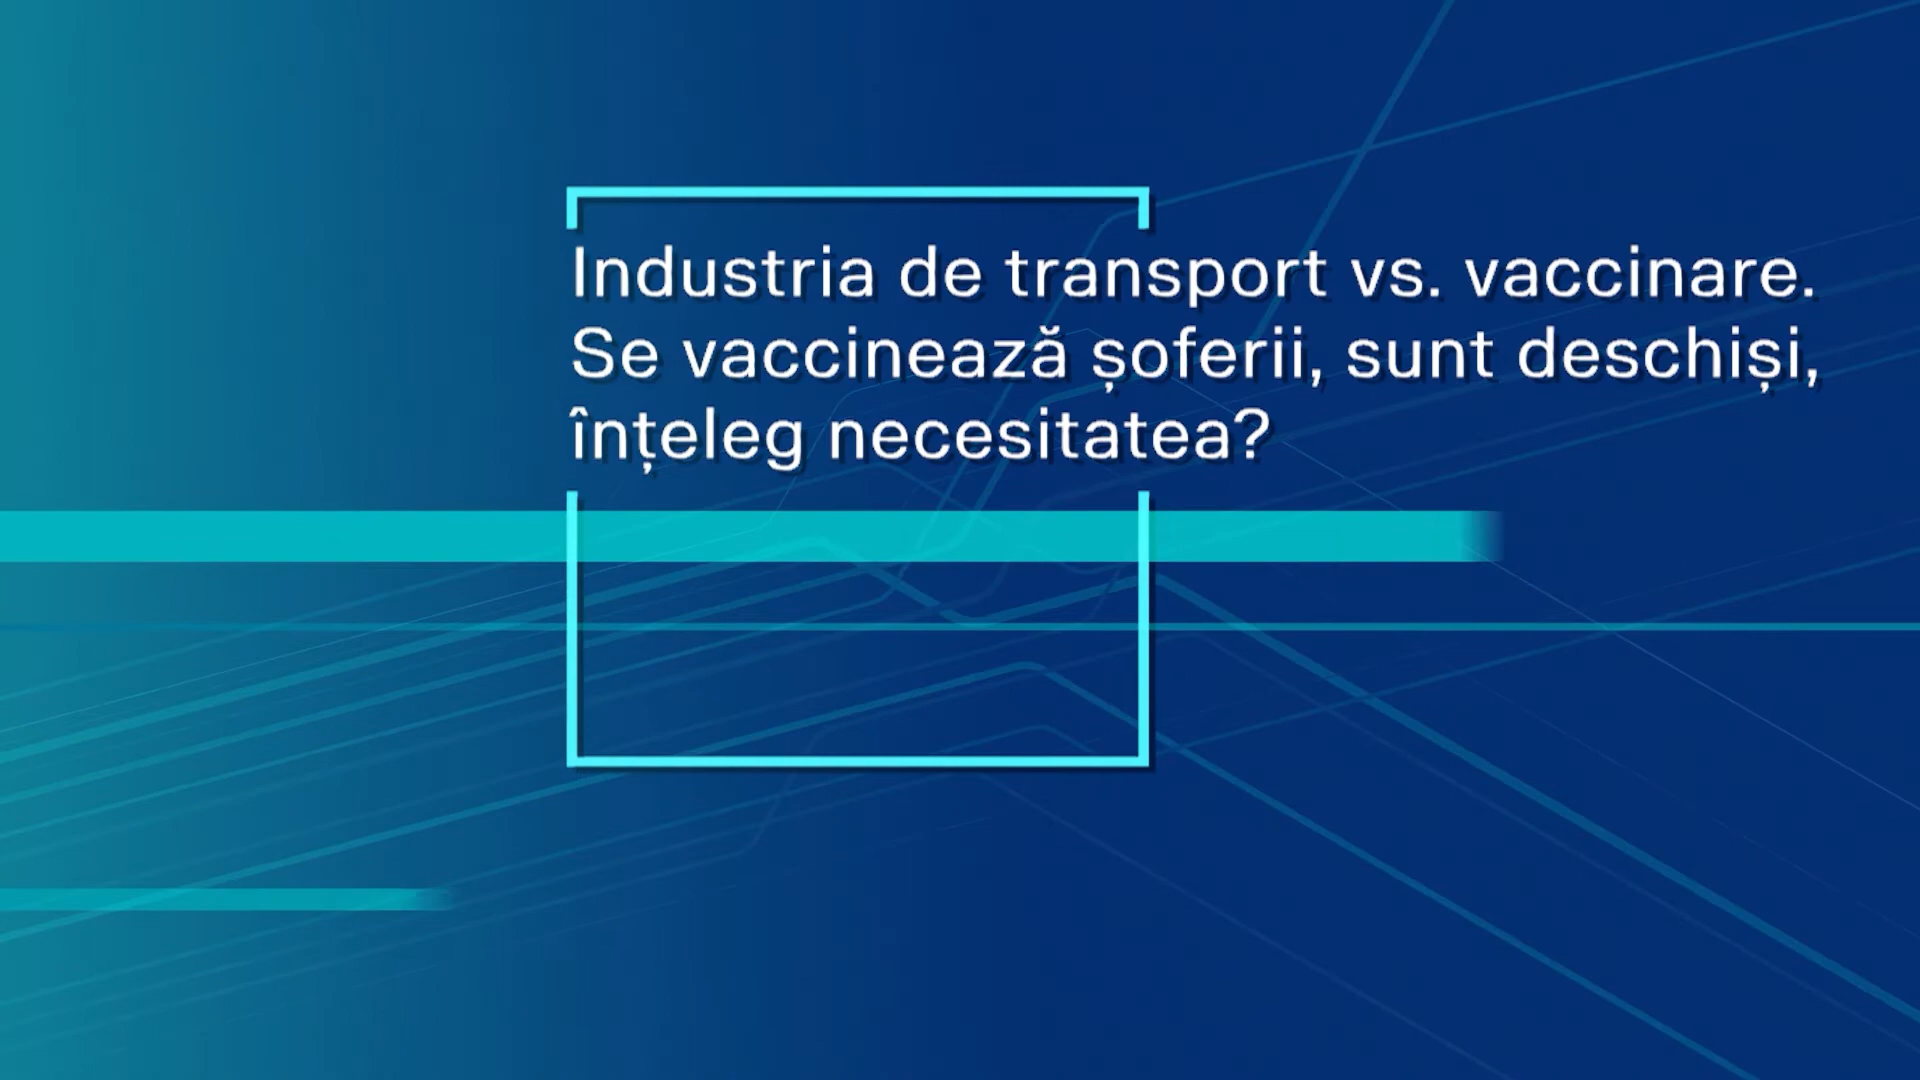 Industria de transport vs. vaccinare.
Se vaccinează șoferii, sunt deschiși,
înțeleg necesitatea?